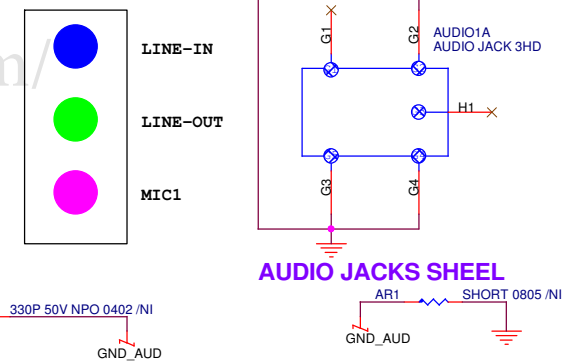 LINE-IN
LINE-OUT
MIC1
m/
G1
G2
AUDIO1A
AUDIO JACK 3HD
H1
G3
G4
AUDIO JACKS SHEEL
330P 50V NPO 0402 /NI
GND_AUD
AR1
SHORT 0805 /NI
GND_AUD